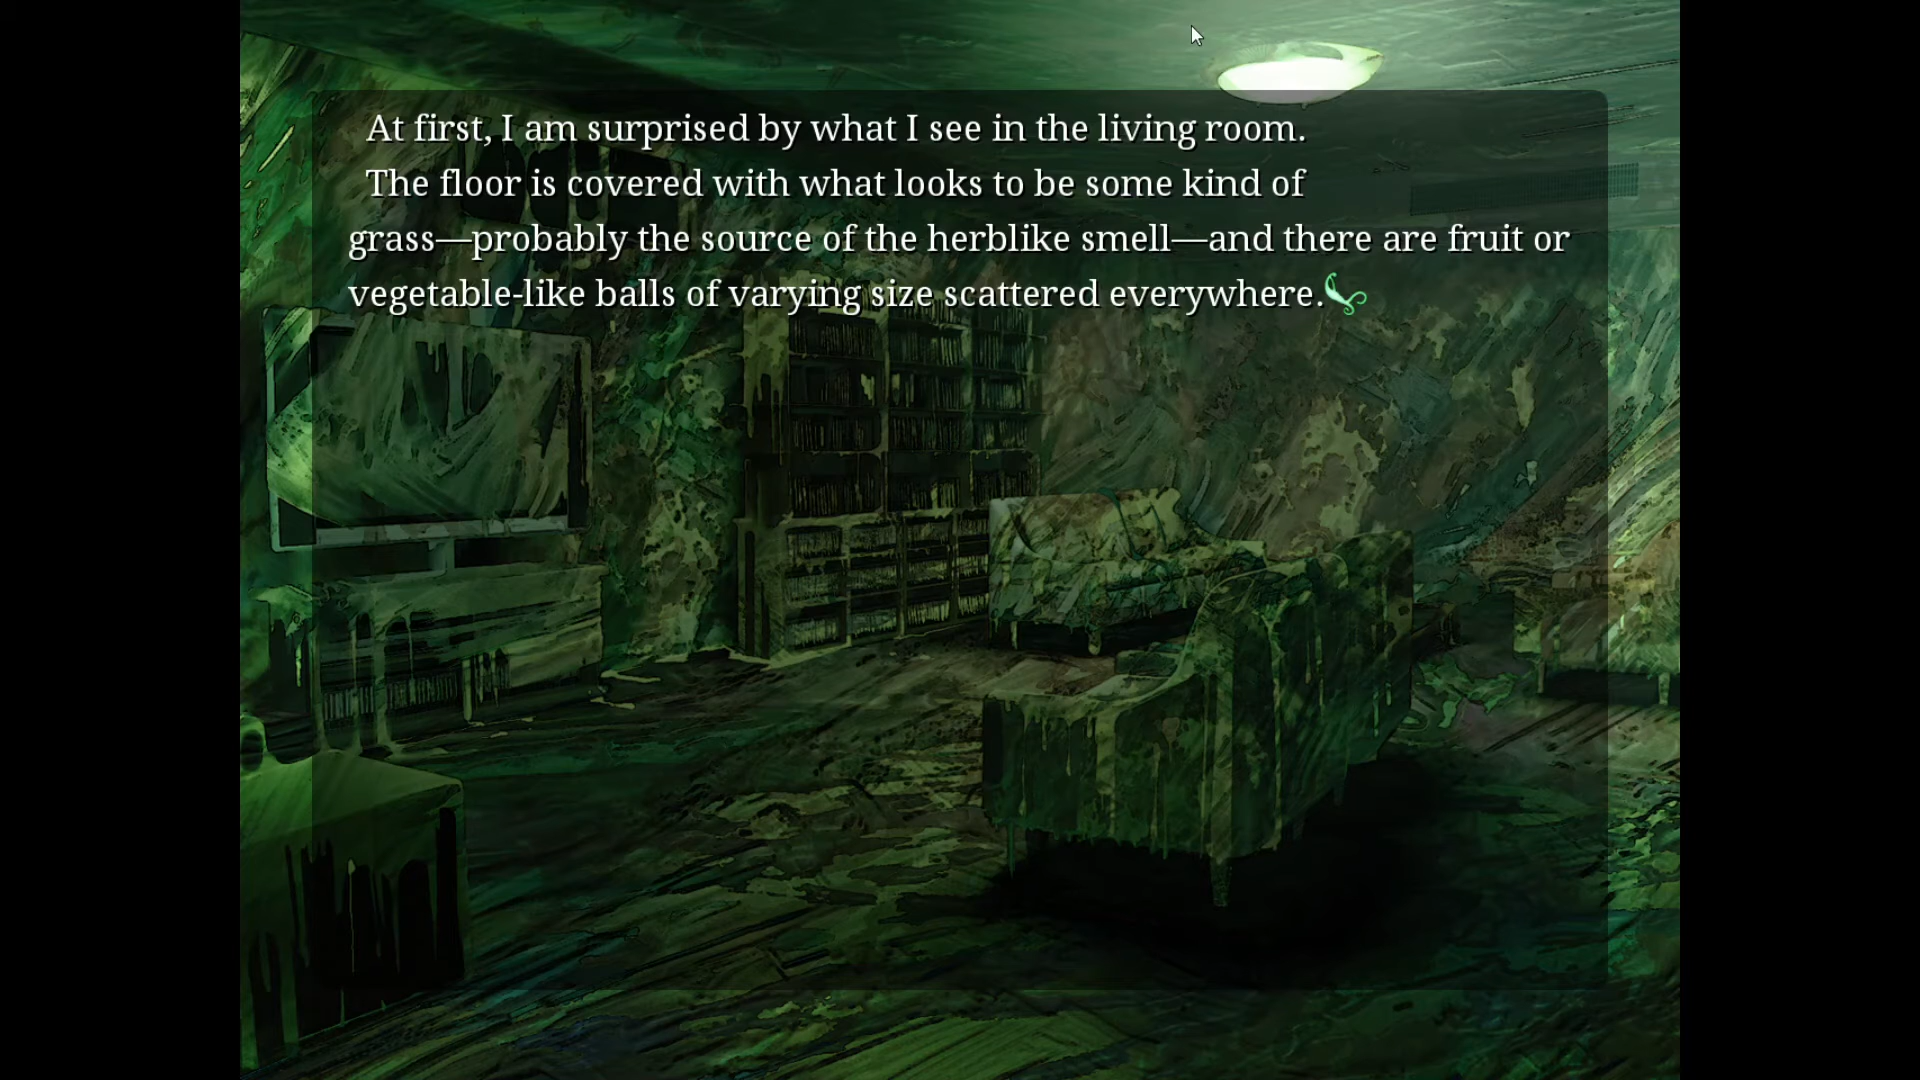 At first, I am surprised by what I see in the living room.
The floor is covered with what looks to be some kind of
grass—probably the source of the herblike smell—and there are fruit or
vegetable-like balls of varying size scattered everywhere.